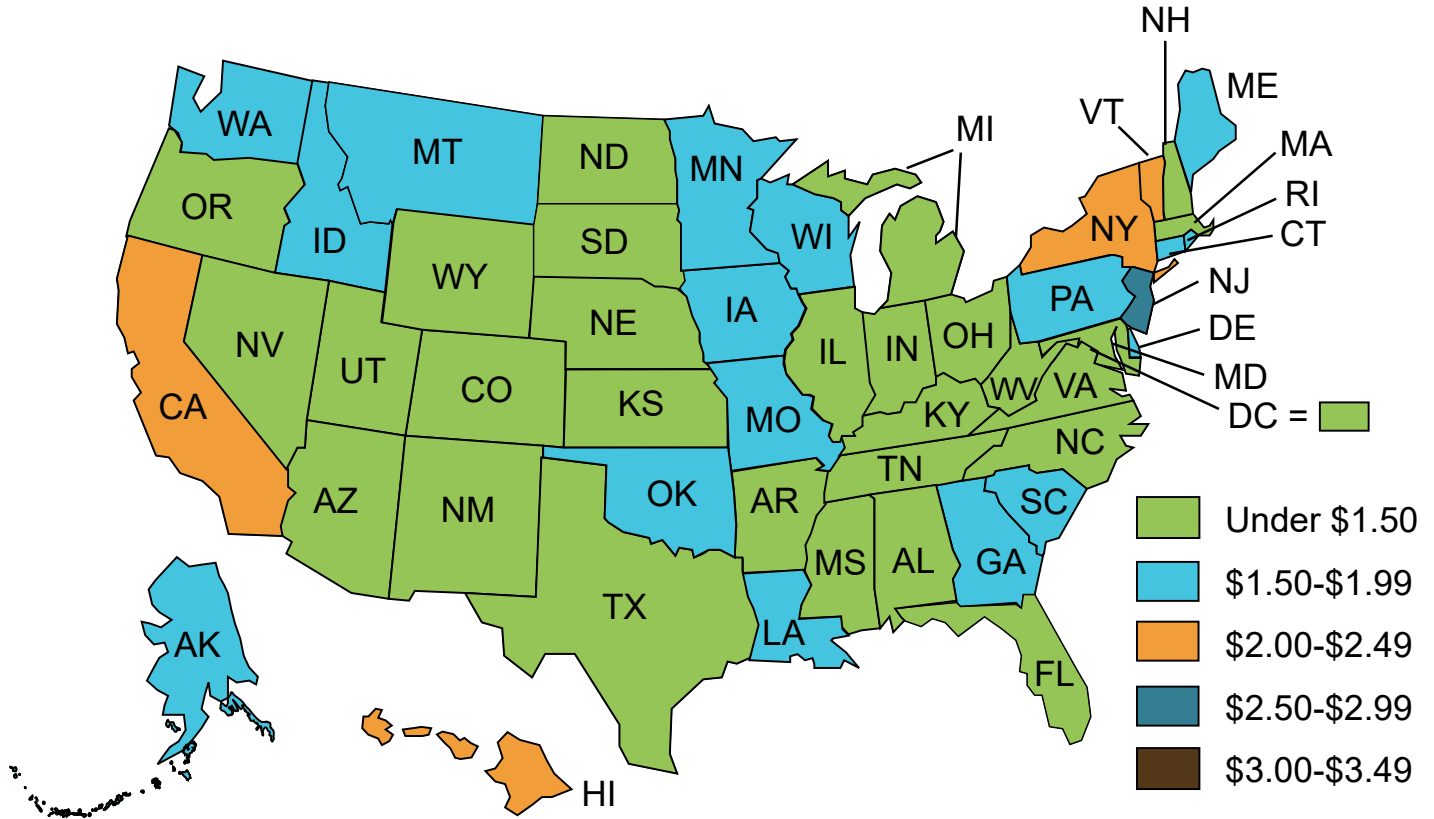 NH
ME
VT
MI
MA
WA
MT
ND
MN
RI
OR
ID
SD
WI
NY
CT
WY
IA
PA
NJ
NV
NE
IL
IN
OH
DE
UT
CO
KS
MO
KY
WV
VA
MD
CA
DC =
AZ
NM
OK
AR
TN
NC
SC
Under $1.50
MS
AL
GA
$1.50-$1.99
TX
LA
AK
$2.00-$2.49
FL
$2.50-$2.99
HI
$3.00-$3.49